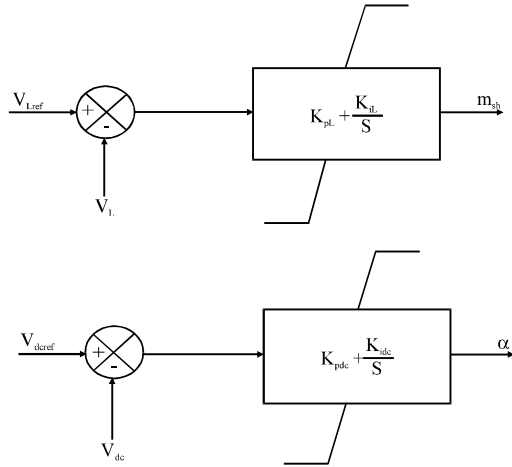 V_Lref
+
-
V_L
K_pL + K_iL/S
m_sh
V_dcref
+
-
V_dc
K_pdc + K_idc/S
α